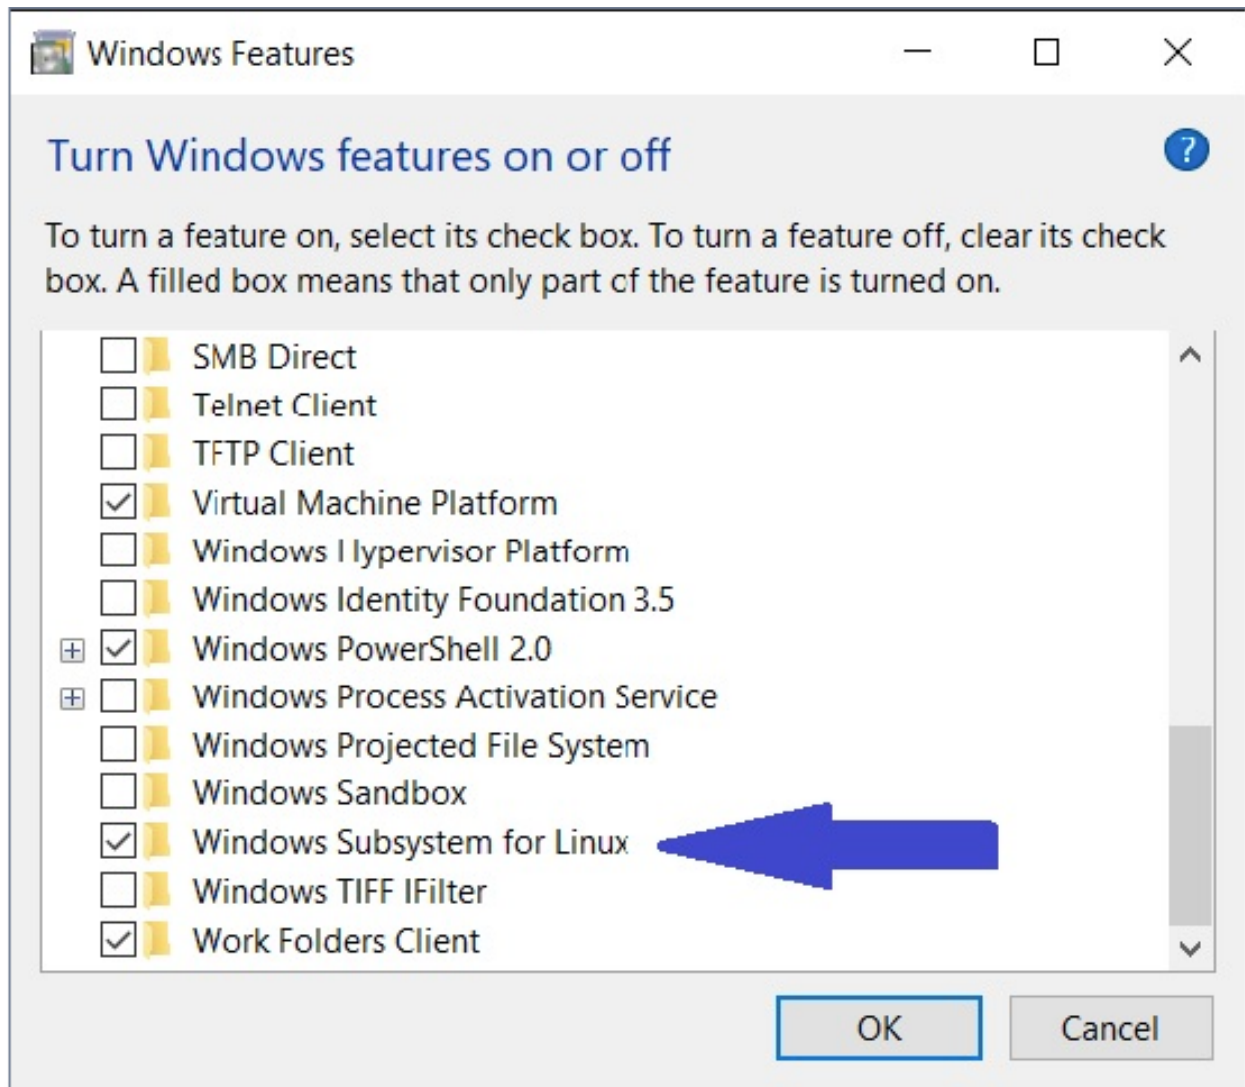 Windows Features
Turn Windows features on or off
?
To turn a feature on, select its check box. To turn a feature off, clear its check
box. A filled box means that only part of the feature is turned on.
SMB Direct
Telnet Client
TFTP Client
Virtual Machine Platform
Windows Hypervisor Platform
Windows Identity Foundation 3.5
Windows PowerShell 2.0
Windows Process Activation Service
Windows Projected File System
Windows Sandbox
Windows Subsystem for Linux
Windows TIFF IFilter
Work Folders Client
OK
Cancel